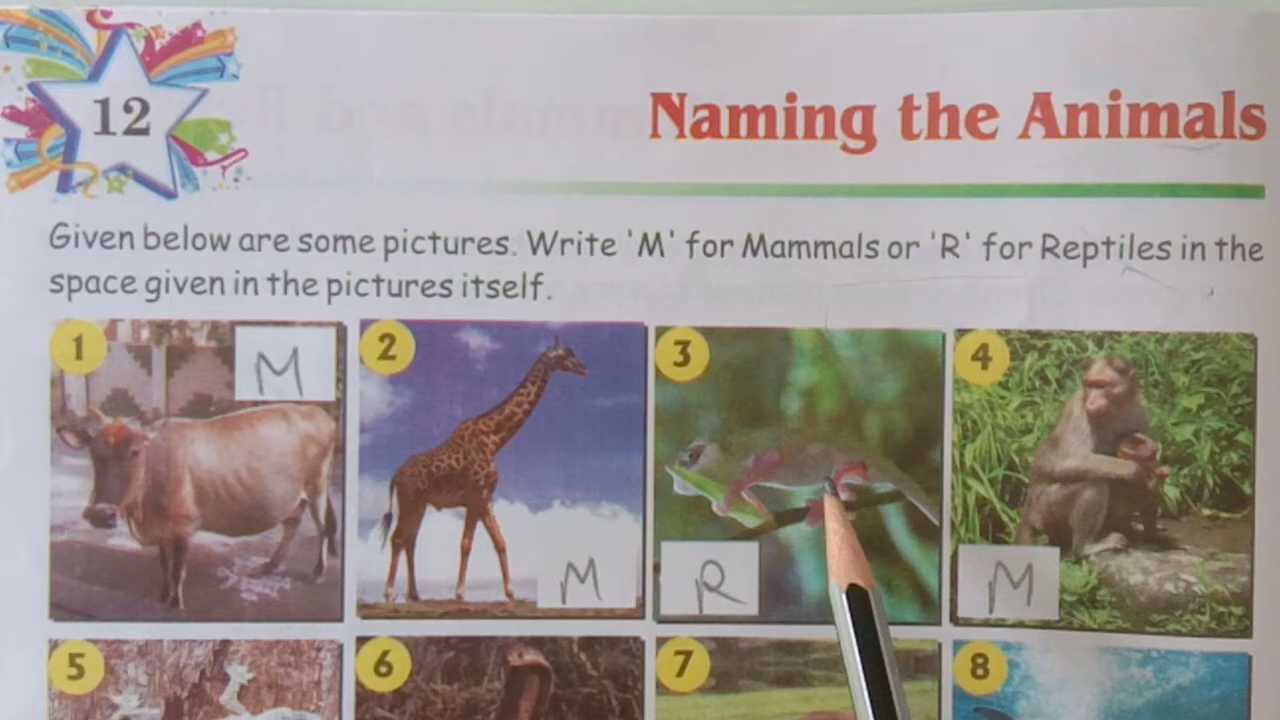 12
Naming the Animals
Given below are some pictures. Write 'M' for Mammals or 'R' for Reptiles in the
space given in the pictures itself.
1
M
2
M
3
R
4
M
5
6
7
8